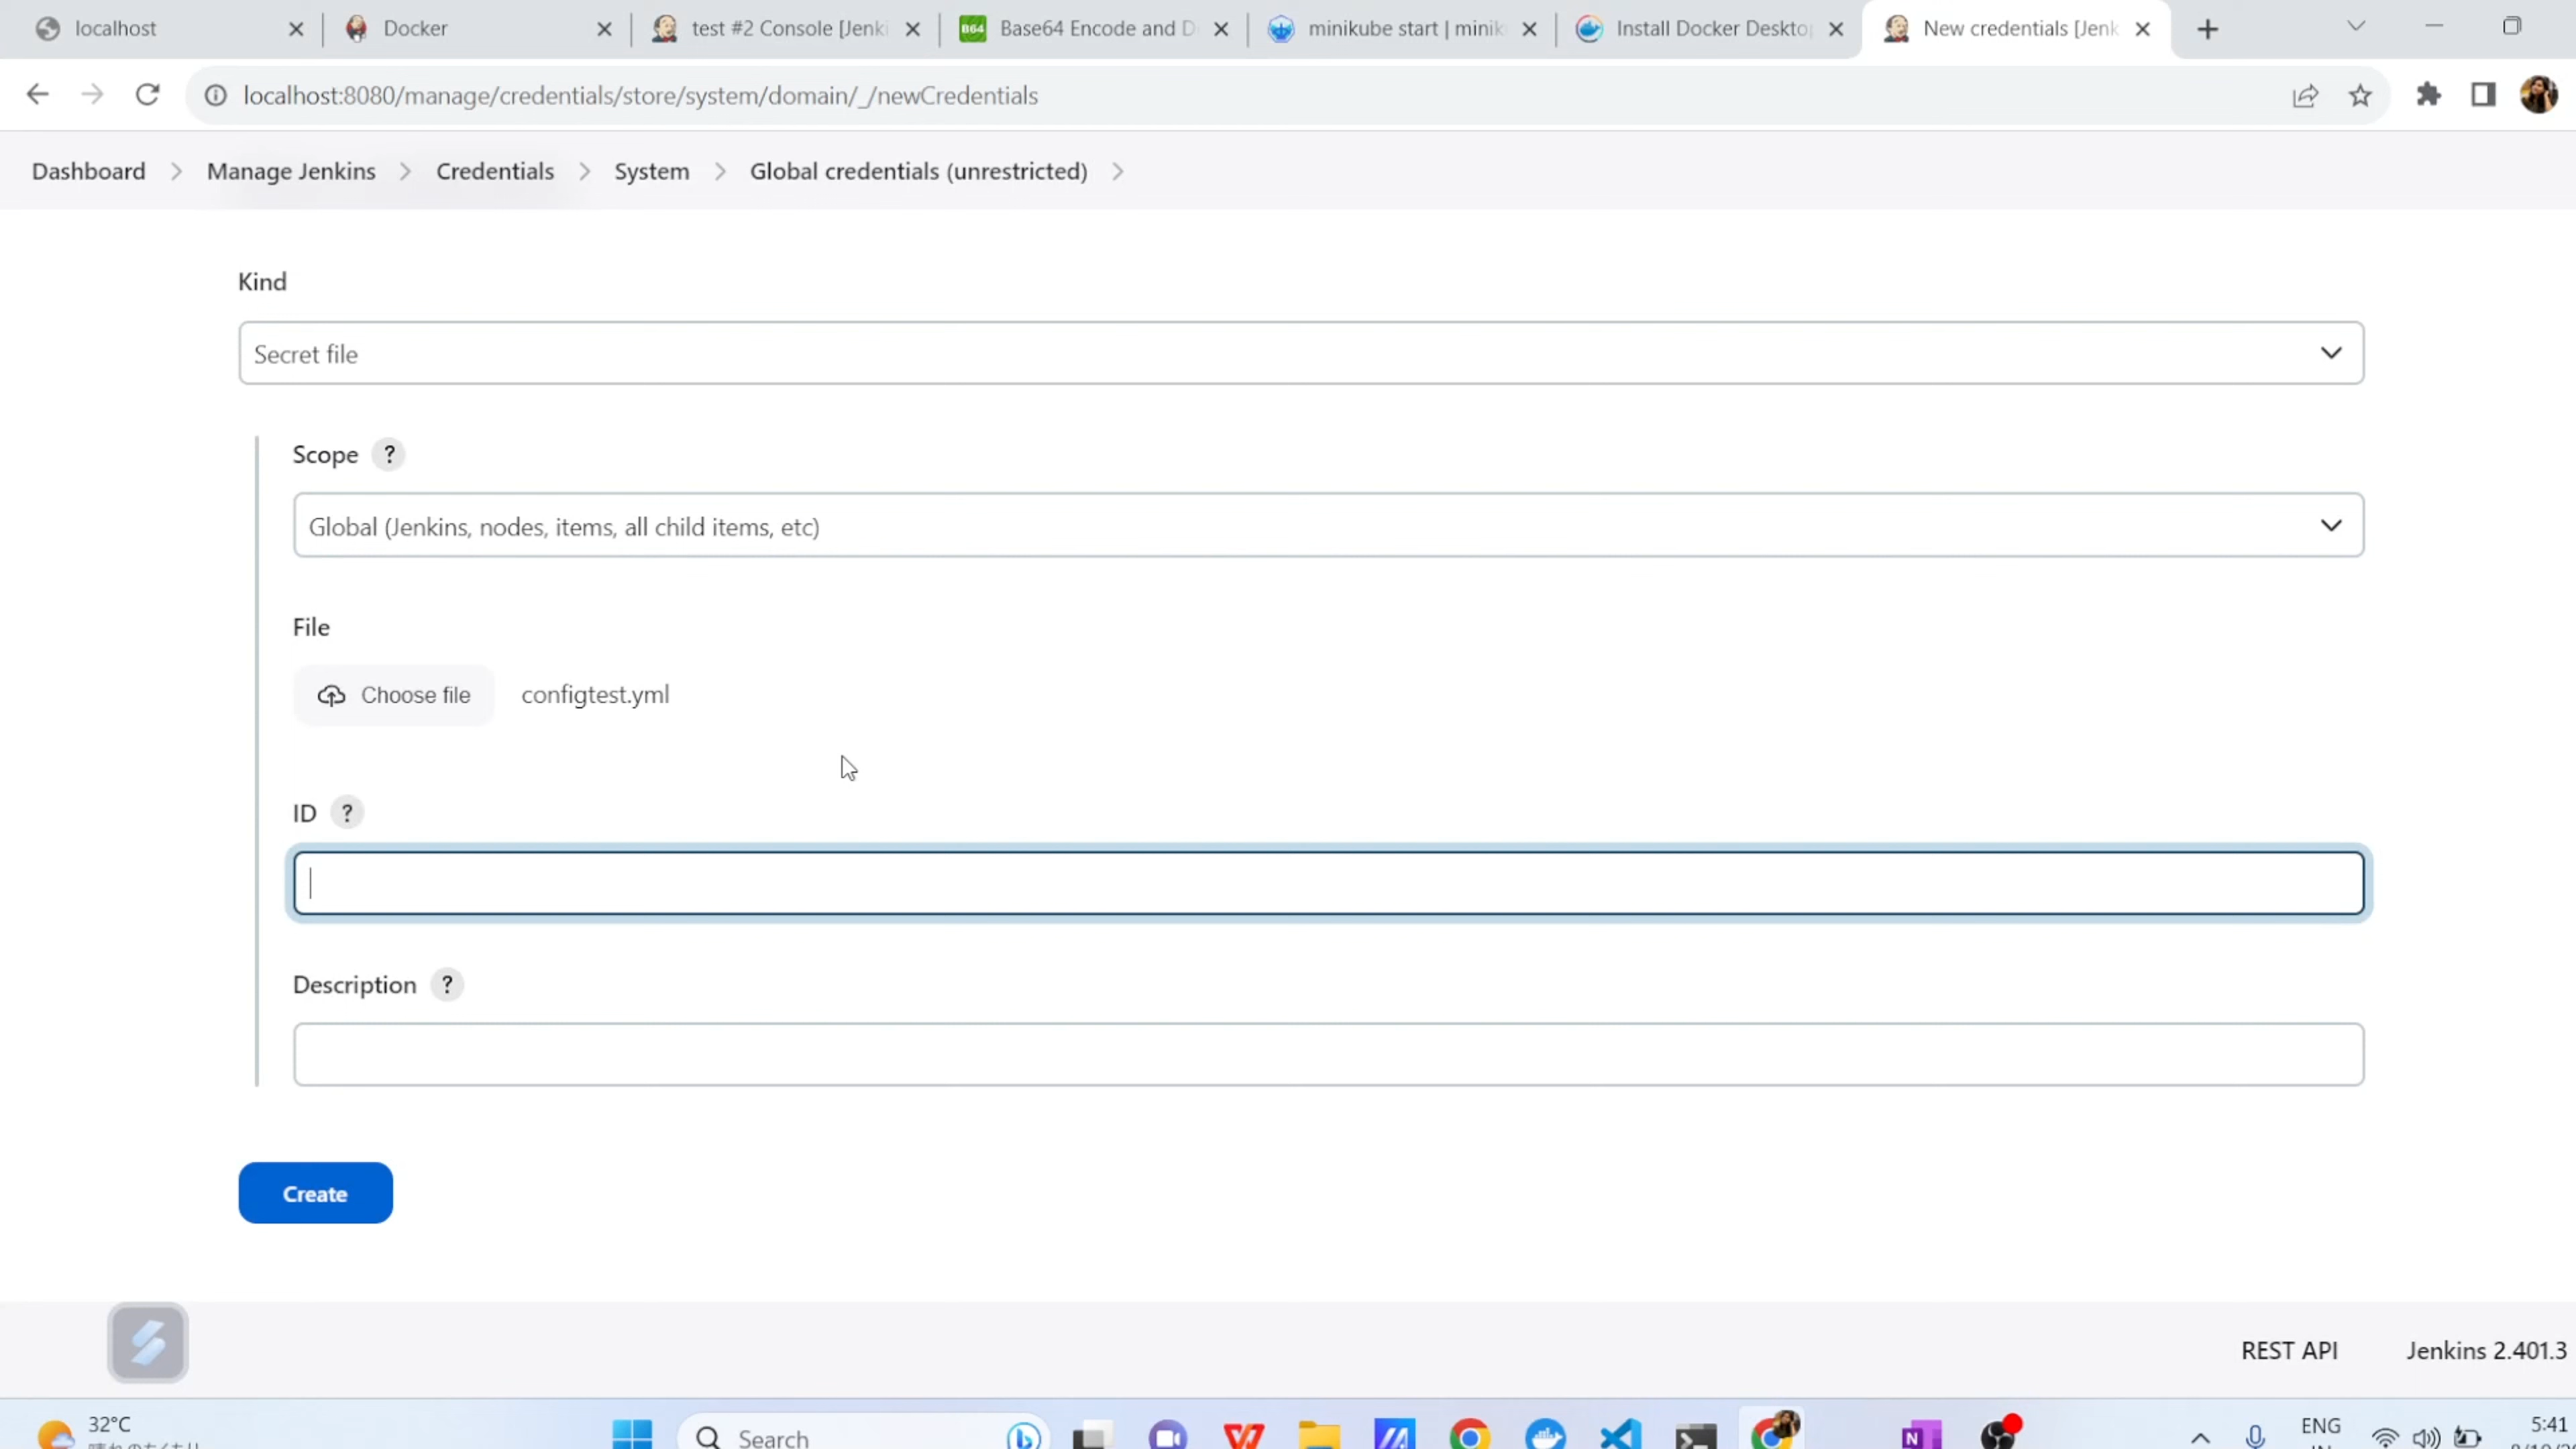 localhost
Docker
test #2 Console [Jenki
B64 Base64 Encode and D
minikube start | minik
Install Docker Deskto
New credentials [Jenk
localhost:8080/manage/credentials/store/system/domain/_/newCredentials
Dashboard Manage Jenkins Credentials System Global credentials (unrestricted)
Kind
Secret file
Scope ?
Global (Jenkins, nodes, items, all child items, etc)
File
Choose file configtest.yml
ID ?
Description ?
Create
REST API Jenkins 2.401.3
32°C
Search
ENG
5:41